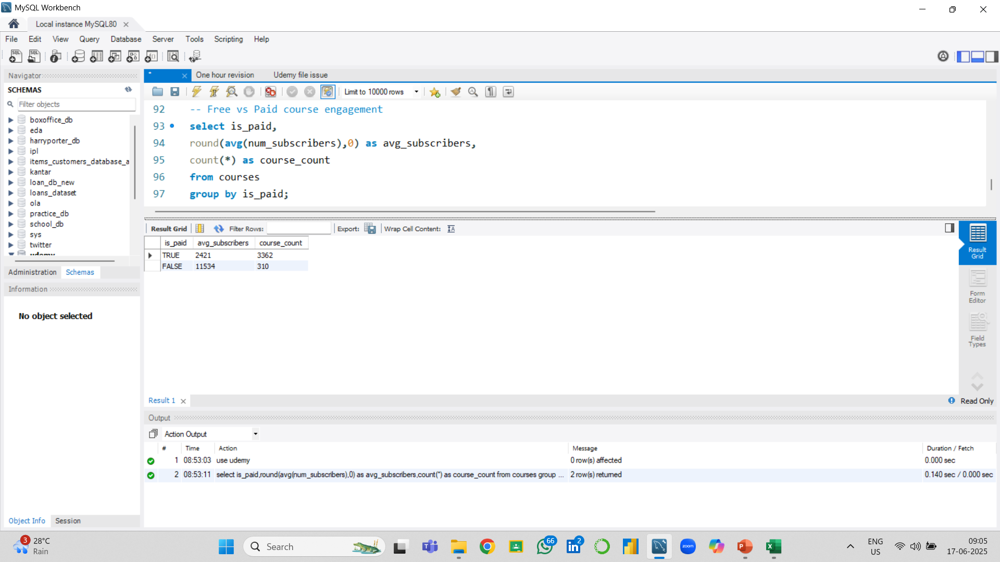 MySQL Workbench
Local instance MySQL80
File Edit View Query Database Server Tools Scripting Help
Navigator
SCHEMAS
Filter objects
boxoffice_db
eda
harryporter_db
ipl
items_customers_database_a
kantar
loan_db_new
loans_dataset
ola
practice_db
school_db
sys
twitter
udemy
Administration Schemas
Information
No object selected
Object Info Session
One hour revision Udemy file issue
Limit to 10000 rows
92 -- Free vs Paid course engagement
93 select is_paid,
94 round(avg(num_subscribers),0) as avg_subscribers,
95 count(*) as course_count
96 from courses
97 group by is_paid;
Result Grid Filter Rows: Export: Wrap Cell Content:
is_paid avg_subscribers course_count
TRUE 2421 3362
FALSE 11534 310
Result Grid
Form Editor
Field Types
Result 1
Read Only
Output
Action Output
# Time Action Message Duration / Fetch
1 08:53:03 use udemy 0 row(s) affected 0.000 sec
2 08:53:11 select is_paid,round(avg(num_subscribers),0) as avg_subscribers,count(*) as course_count from courses group ... 2 row(s) returned 0.140 sec / 0.000 sec
3 28°C
Rain
Search
66
2
zoom
ENG
US
09:05
17-06-2025